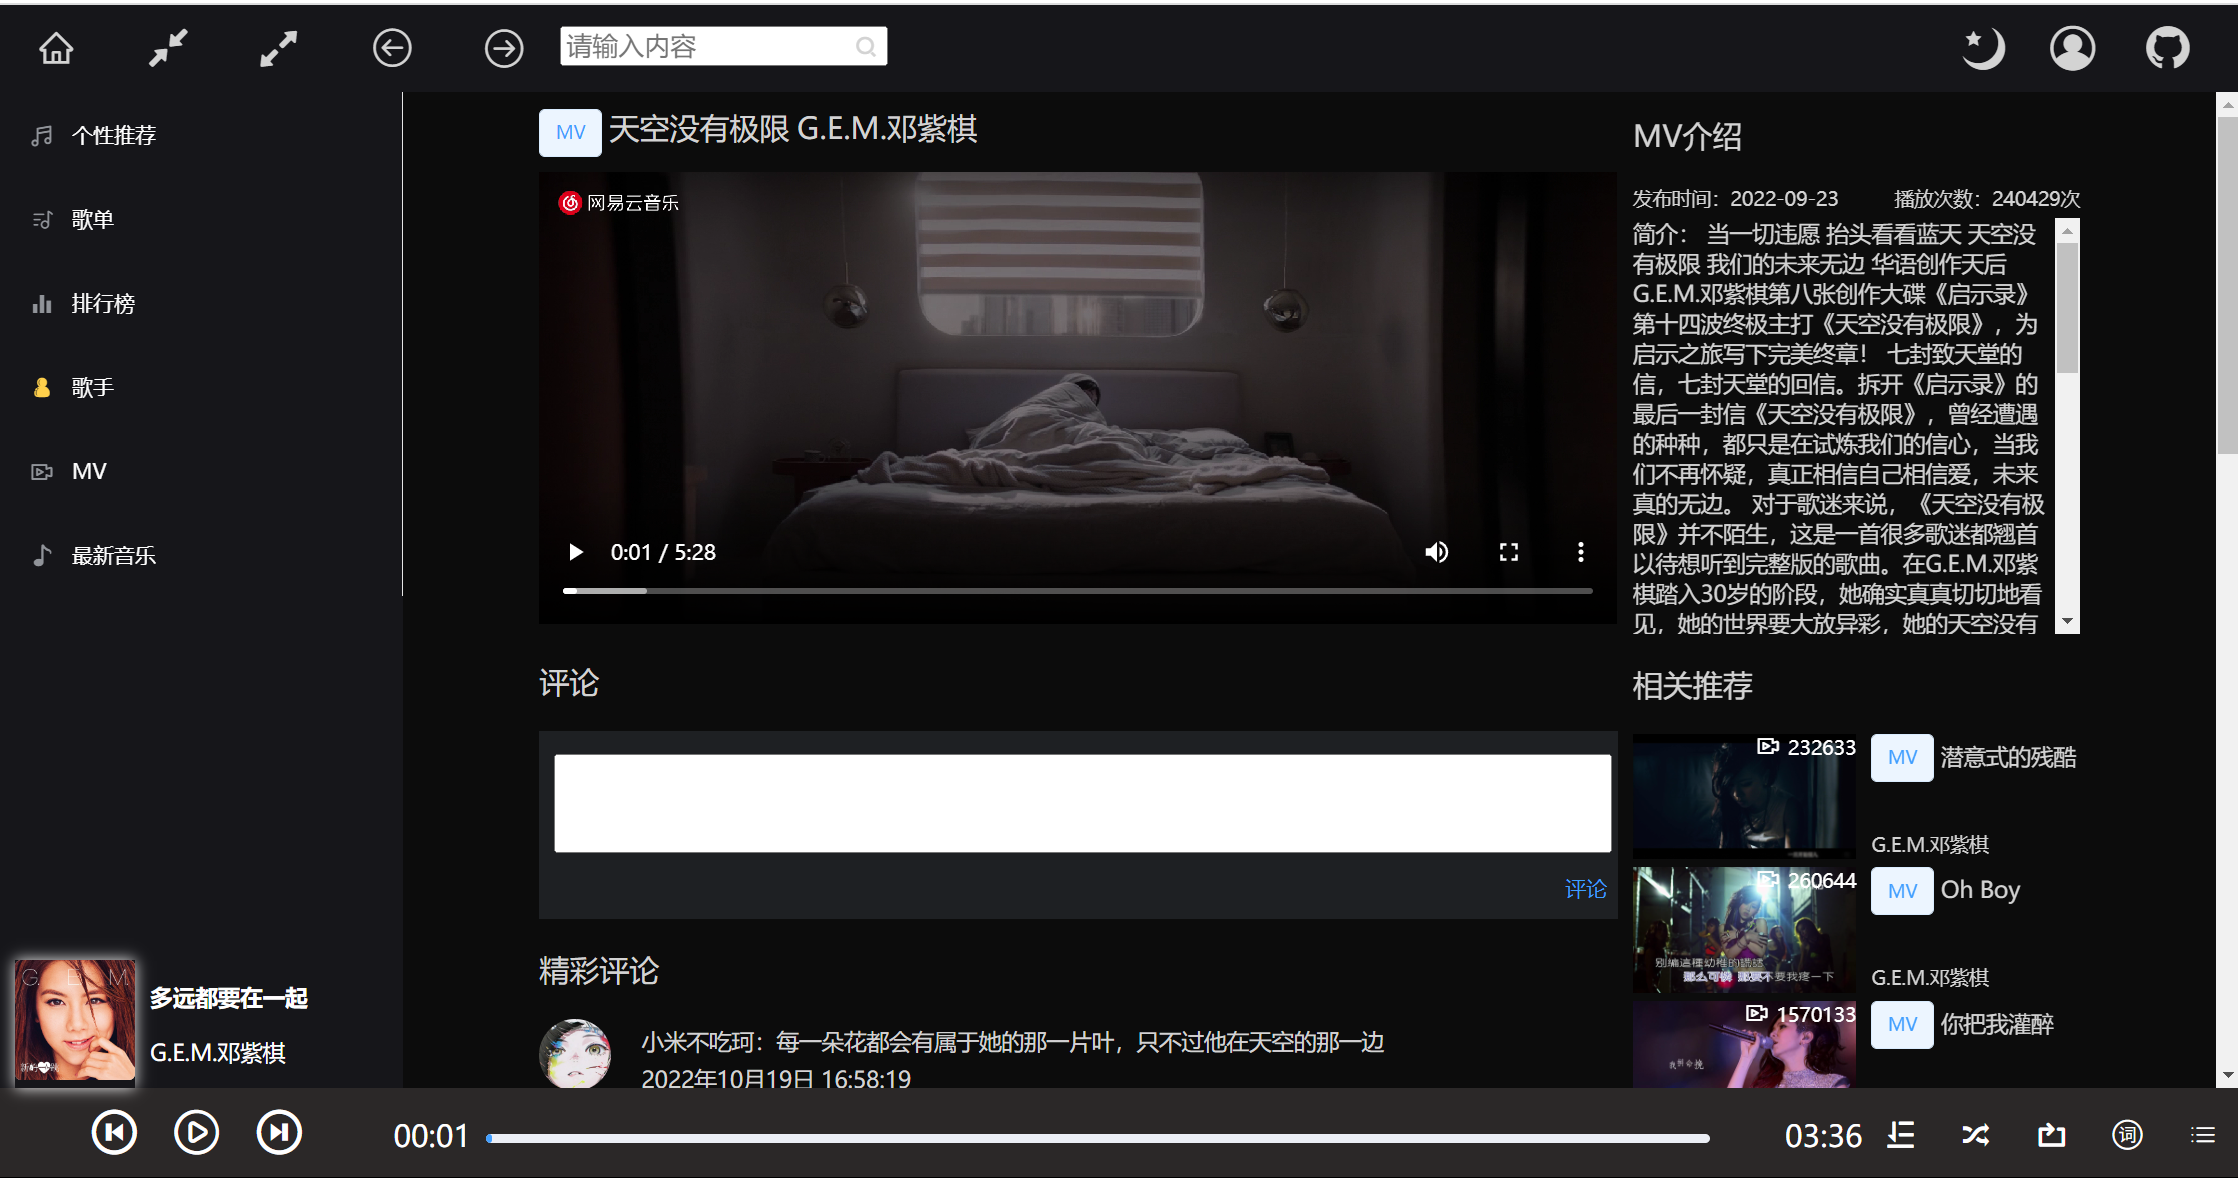 请输入内容
个性推荐
歌单
排行榜
歌手
MV
最新音乐
MV 天空没有极限 G.E.M.邓紫棋
网易云音乐
0:01 / 5:28
MV介绍
发布时间：2022-09-23 播放次数：240429次
简介： 当一切违愿 抬头看看蓝天 天空没
有极限 我们的未来无边 华语创作天后
G.E.M.邓紫棋第八张创作大碟《启示录》
第十四波终极主打《天空没有极限》，为
启示之旅写下完美终章！ 七封致天堂的
信，七封天堂的回信。拆开《启示录》的
最后一封信《天空没有极限》，曾经遭遇
的种种，都只是在试炼我们的信心，当我
们不再怀疑，真正相信自己相信爱，未来
真的无边。 对于歌迷来说，《天空没有极
限》并不陌生，这是一首很多歌迷都翘首
以待想听到完整版的歌曲。在G.E.M.邓紫
棋踏入30岁的阶段，她确实真真切切地看
见，她的世界要大放异彩，她的天空没有
评论
评论
精彩评论
小米不吃珂：每一朵花都会有属于她的那一片叶，只不过他在天空的那一边
2022年10月19日 16:58:19
相关推荐
232633
MV 潜意式的残酷
G.E.M.邓紫棋
260644
MV Oh Boy
G.E.M.邓紫棋
1570133
MV 你把我灌醉
G. E. M.
多远都要在一起
G.E.M.邓紫棋
00:01
03:36
词